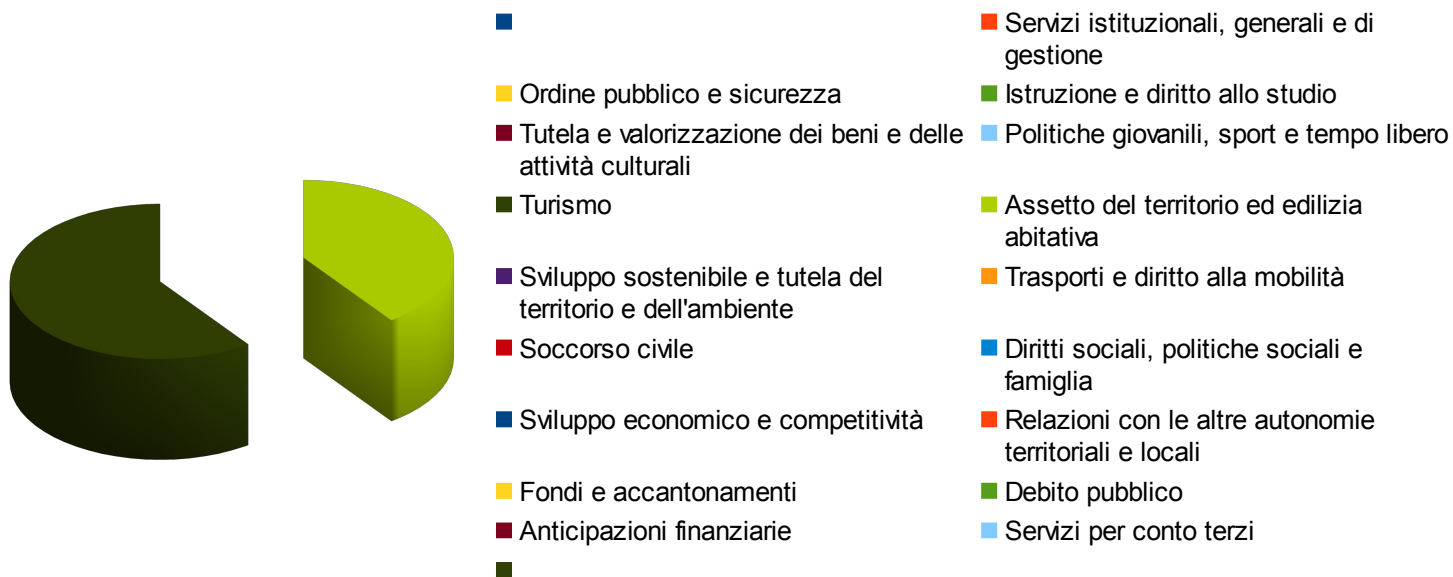 Servizi istituzionali, generali e di
gestione
Ordine pubblico e sicurezza
Istruzione e diritto allo studio
Tutela e valorizzazione dei beni e delle
attività culturali
Politiche giovanili, sport e tempo libero
Turismo
Assetto del territorio ed edilizia
abitativa
Sviluppo sostenibile e tutela del
territorio e dell'ambiente
Trasporti e diritto alla mobilità
Soccorso civile
Diritti sociali, politiche sociali e
famiglia
Sviluppo economico e competitività
Relazioni con le altre autonomie
territoriali e locali
Fondi e accantonamenti
Debito pubblico
Anticipazioni finanziarie
Servizi per conto terzi